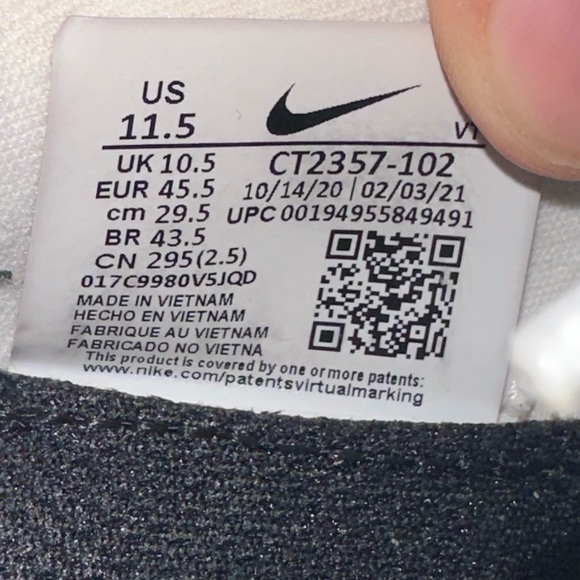 US
11.5
VT
UK 10.5 CT2357-102
EUR 45.5 10/14/20 | 02/03/21
cm 29.5 UPC 00194955849491
BR 43.5
CN 295(2.5)
017C9980V5JQD
MADE IN VIETNAM
HECHO EN VIETNAM
FABRIQUE AU VIETNAM
FABRICADO NO VIETNA
This product is covered by one or more patents:
www.nike.com/patentsvirtualmarking